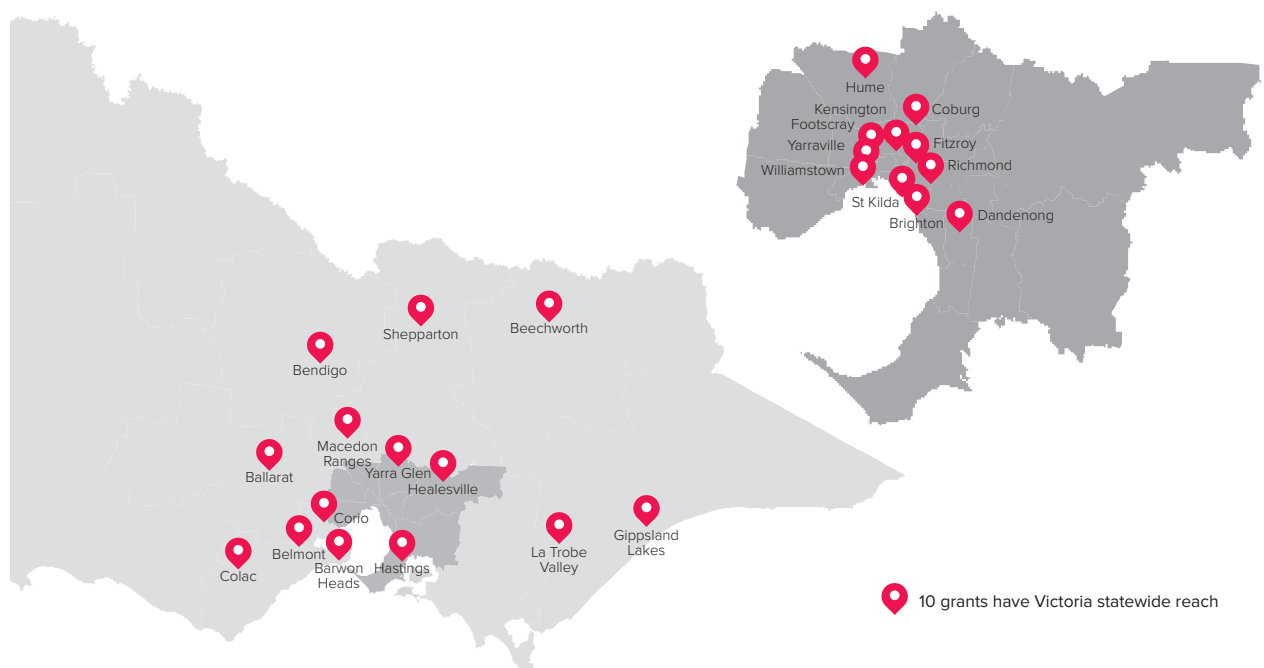 Hume
Kensington
Coburg
Footscray
Fitzroy
Yarraville
Richmond
Williamstown
St Kilda
Dandenong
Brighton
Shepparton
Beechworth
Bendigo
Macedon
Ranges
Yarra Glen
Ballarat
Healesville
Corio
Gippsland
Lakes
Belmont
La Trobe
Valley
Barwon
Heads
Hastings
Colac
10 grants have Victoria statewide reach